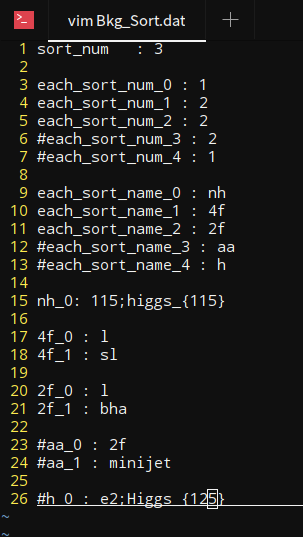 vim Bkg_Sort.dat
1 sort_num   : 3
2
3 each_sort_num_0 : 1
4 each_sort_num_1 : 2
5 each_sort_num_2 : 2
6 #each_sort_num_3 : 2
7 #each_sort_num_4 : 1
8
9 each_sort_name_0 : nh
10 each_sort_name_1 : 4f
11 each_sort_name_2 : 2f
12 #each_sort_name_3 : aa
13 #each_sort_name_4 : h
14
15 nh_0: 115;higgs_{115}
16
17 4f_0 : l
18 4f_1 : sl
19
20 2f_0 : l
21 2f_1 : bha
22
23 #aa_0 : 2f
24 #aa_1 : minijet
25
26 #h_0 : e2;Higgs_{125}
~
~